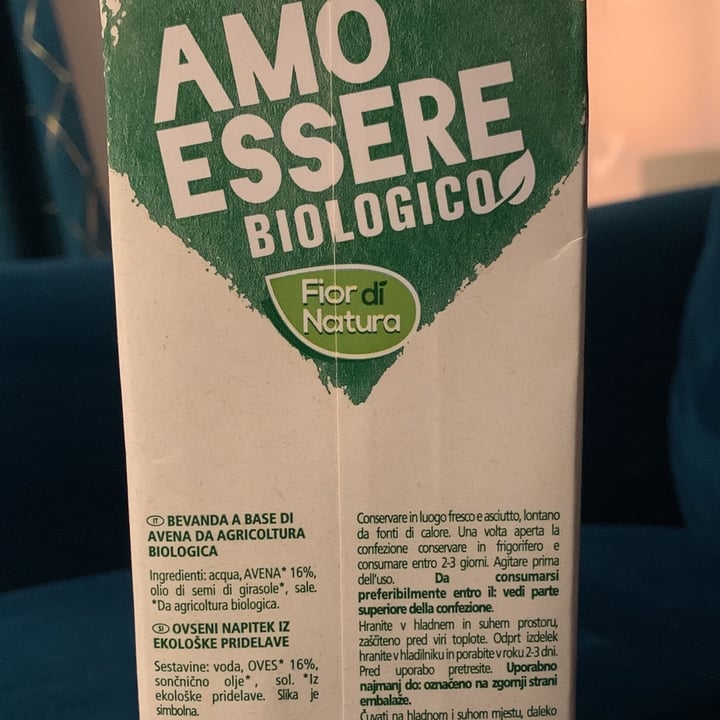 AMO
ESSERE
BIOLOGICO
Fior di
Natura
IT BEVANDA A BASE DI
AVENA DA AGRICOLTURA
BIOLOGICA
Ingredienti: acqua, AVENA* 16%,
olio di semi di girasole*, sale.
*Da agricoltura biologica.
SI OVSENI NAPITEK IZ
EKOLOŠKE PRIDELAVE
Sestavine: voda, OVES* 16%,
sončnično olje*, sol. *Iz
ekološke pridelave. Slika je
simbolna.
Conservare in luogo fresco e asciutto, lontano
da fonti di calore. Una volta aperta la
confezione conservare in frigorifero e
consumare entro 2-3 giorni. Agitare prima
dell'uso. Da consumarsi
preferibilmente entro il: vedi parte
superiore della confezione.
Hranite v hladnem in suhem prostoru,
zaščiteno pred viri toplote. Odprt izdelek
hranite v hladilniku in porabite v roku 2-3 dni.
Pred uporabo pretresite. Uporabno
najmanj do: označeno na zgornji strani
embalaže.
Čuvati na hladnom i suhom mjestu, daleko